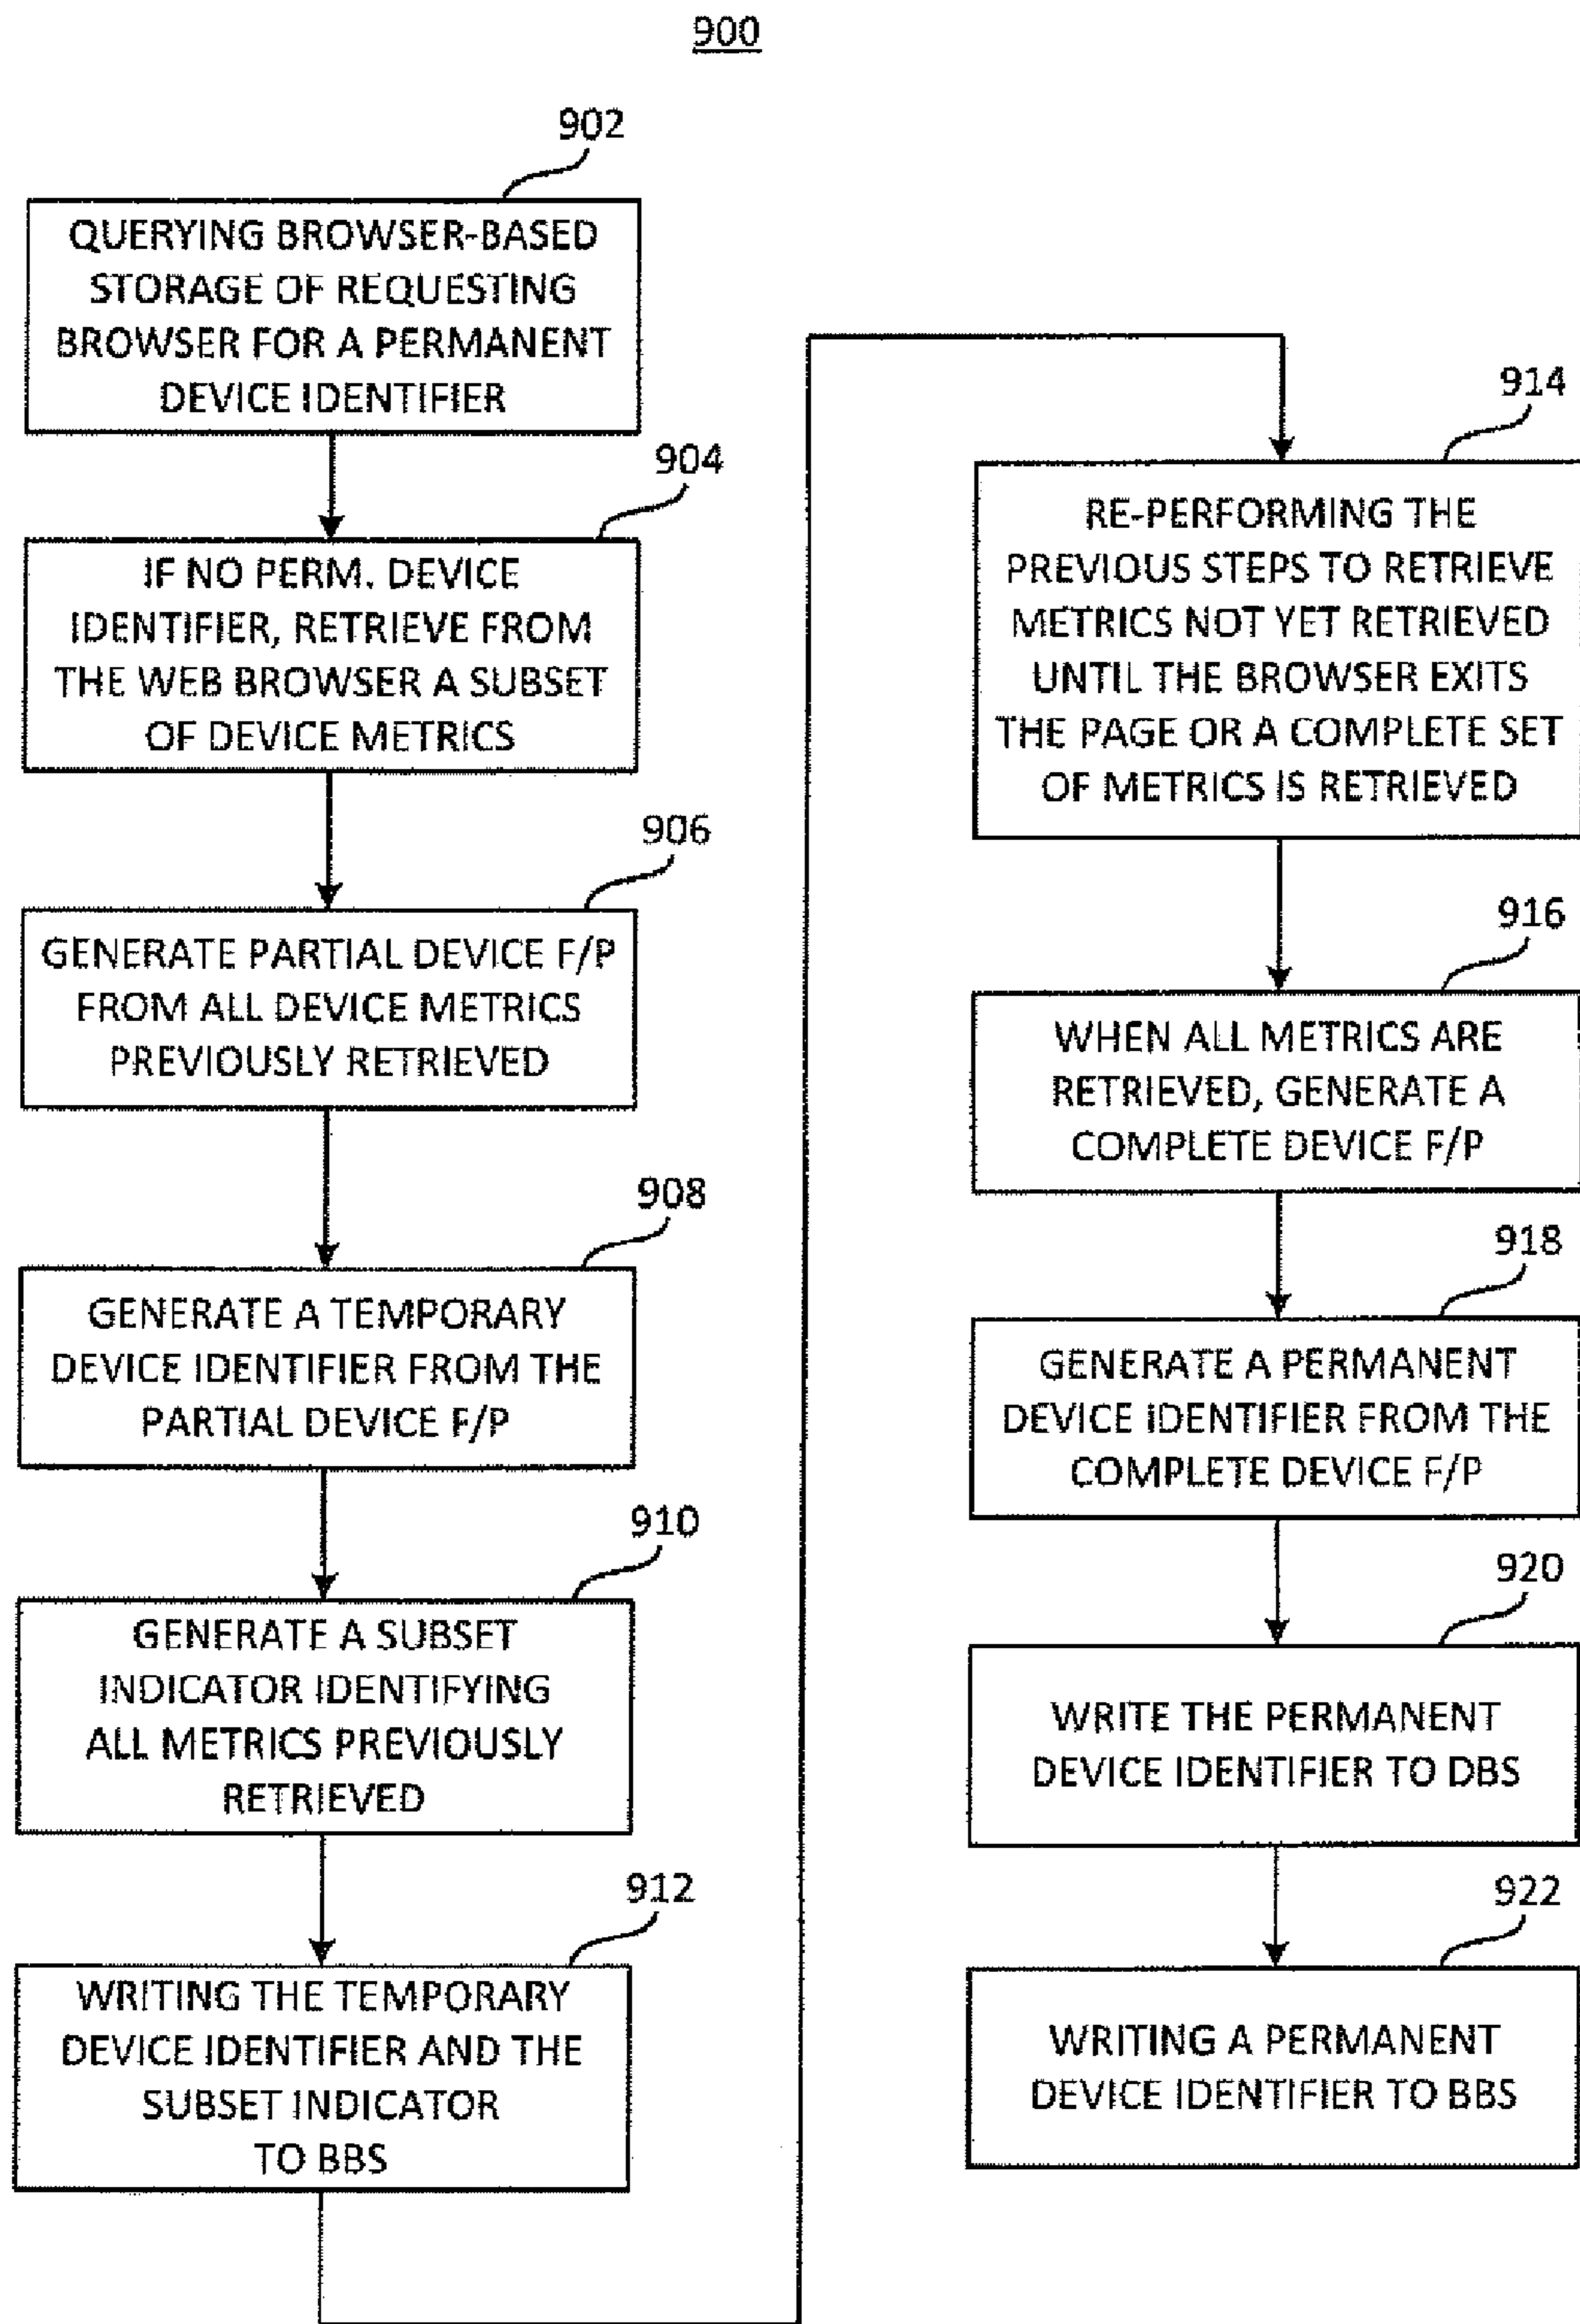 900
902
QUERYING BROWSER-BASED
STORAGE OF REQUESTING
BROWSER FOR A PERMANENT
DEVICE IDENTIFIER
904
IF NO PERM. DEVICE
IDENTIFIER, RETRIEVE FROM
THE WEB BROWSER A SUBSET
OF DEVICE METRICS
906
GENERATE PARTIAL DEVICE F/P
FROM ALL DEVICE METRICS
PREVIOUSLY RETRIEVED
908
GENERATE A TEMPORARY
DEVICE IDENTIFIER FROM THE
PARTIAL DEVICE F/P
910
GENERATE A SUBSET
INDICATOR IDENTIFYING
ALL METRICS PREVIOUSLY
RETRIEVED
912
WRITING THE TEMPORARY
DEVICE IDENTIFIER AND THE
SUBSET INDICATOR
TO BBS
914
RE-PERFORMING THE
PREVIOUS STEPS TO RETRIEVE
METRICS NOT YET RETRIEVED
UNTIL THE BROWSER EXITS
THE PAGE OR A COMPLETE SET
OF METRICS IS RETRIEVED
916
WHEN ALL METRICS ARE
RETRIEVED, GENERATE A
COMPLETE DEVICE F/P
918
GENERATE A PERMANENT
DEVICE IDENTIFIER FROM THE
COMPLETE DEVICE F/P
920
WRITE THE PERMANENT
DEVICE IDENTIFIER TO DBS
922
WRITING A PERMANENT
DEVICE IDENTIFIER TO BBS